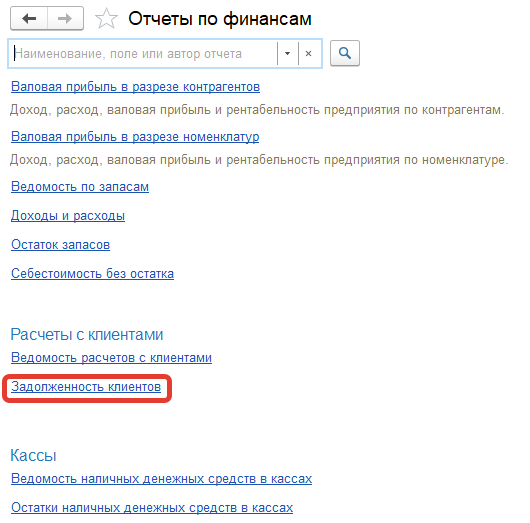 Отчеты по финансам
Наименование, поле или автор отчета
Валовая прибыль в разрезе контрагентов
Доход, расход, валовая прибыль и рентабельность предприятия по контрагентам.
Валовая прибыль в разрезе номенклатур
Доход, расход, валовая прибыль и рентабельность предприятия по номенклатуре.
Ведомость по запасам
Доходы и расходы
Остаток запасов
Себестоимость без остатка
Расчеты с клиентами
Ведомость расчетов с клиентами
Задолженность клиентов
Кассы
Ведомость наличных денежных средств в кассах
Остатки наличных денежных средств в кассах